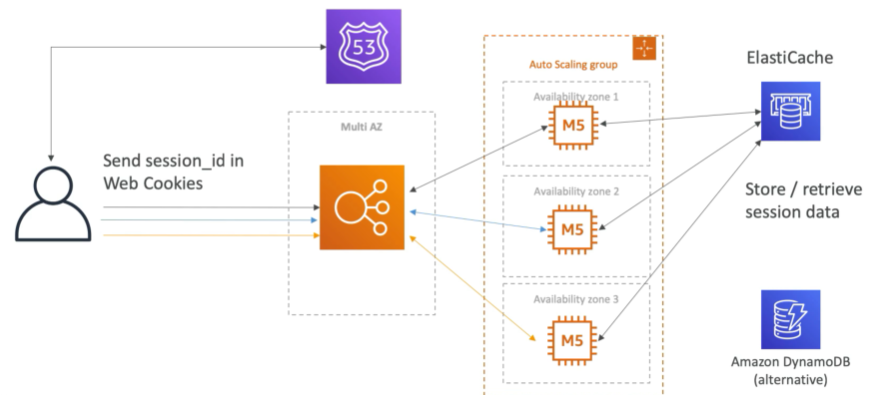 53
ElastiCache
Auto Scaling group
Availability zone 1
Multi AZ
M5
Send session_id in
Web Cookies
Availability zone 2
Store / retrieve
session data
M5
Availability zone 3
M5
Amazon DynamoDB
(alternative)